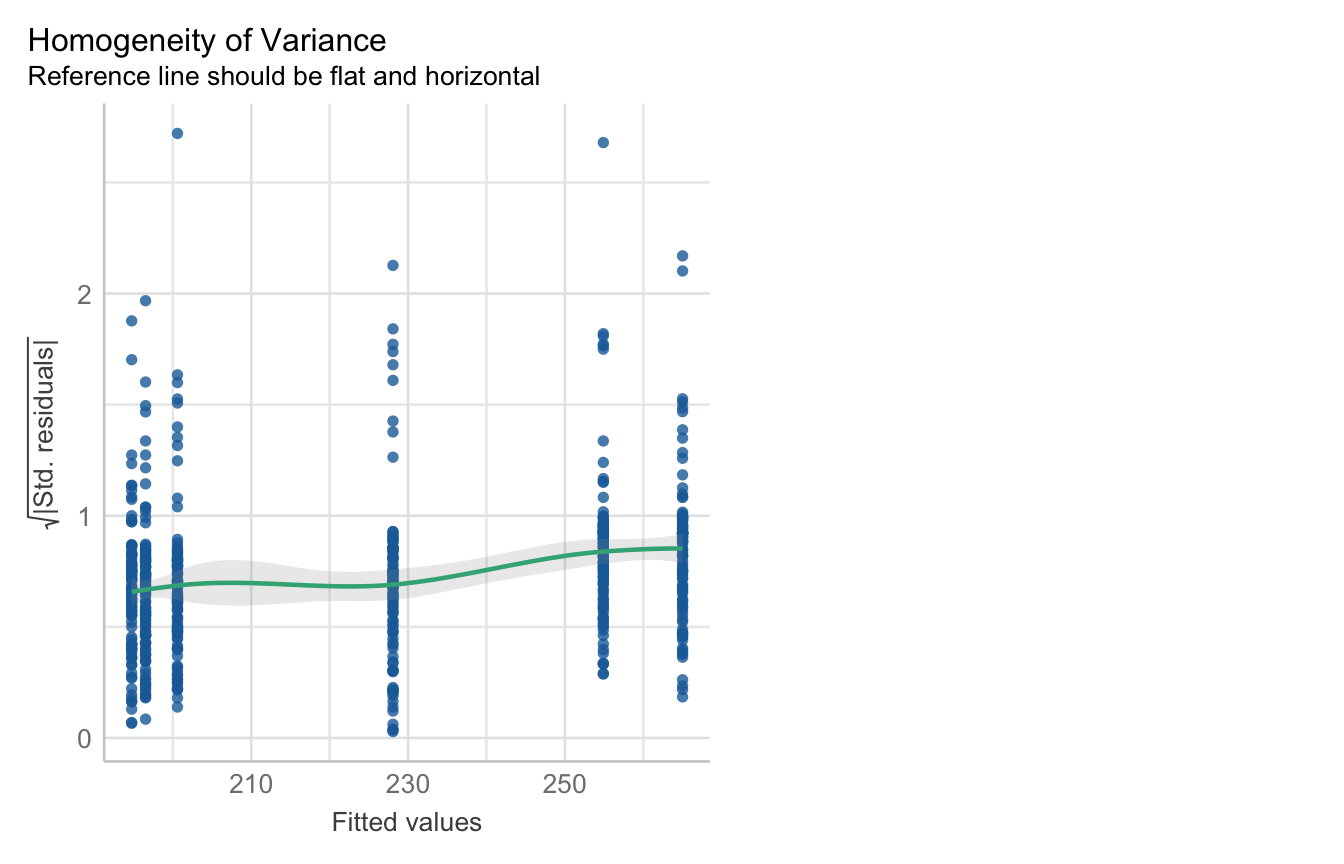 Homogeneity of Variance
Reference line should be flat and horizontal
√|Std. residuals|
2
1
0
210 230 250
Fitted values